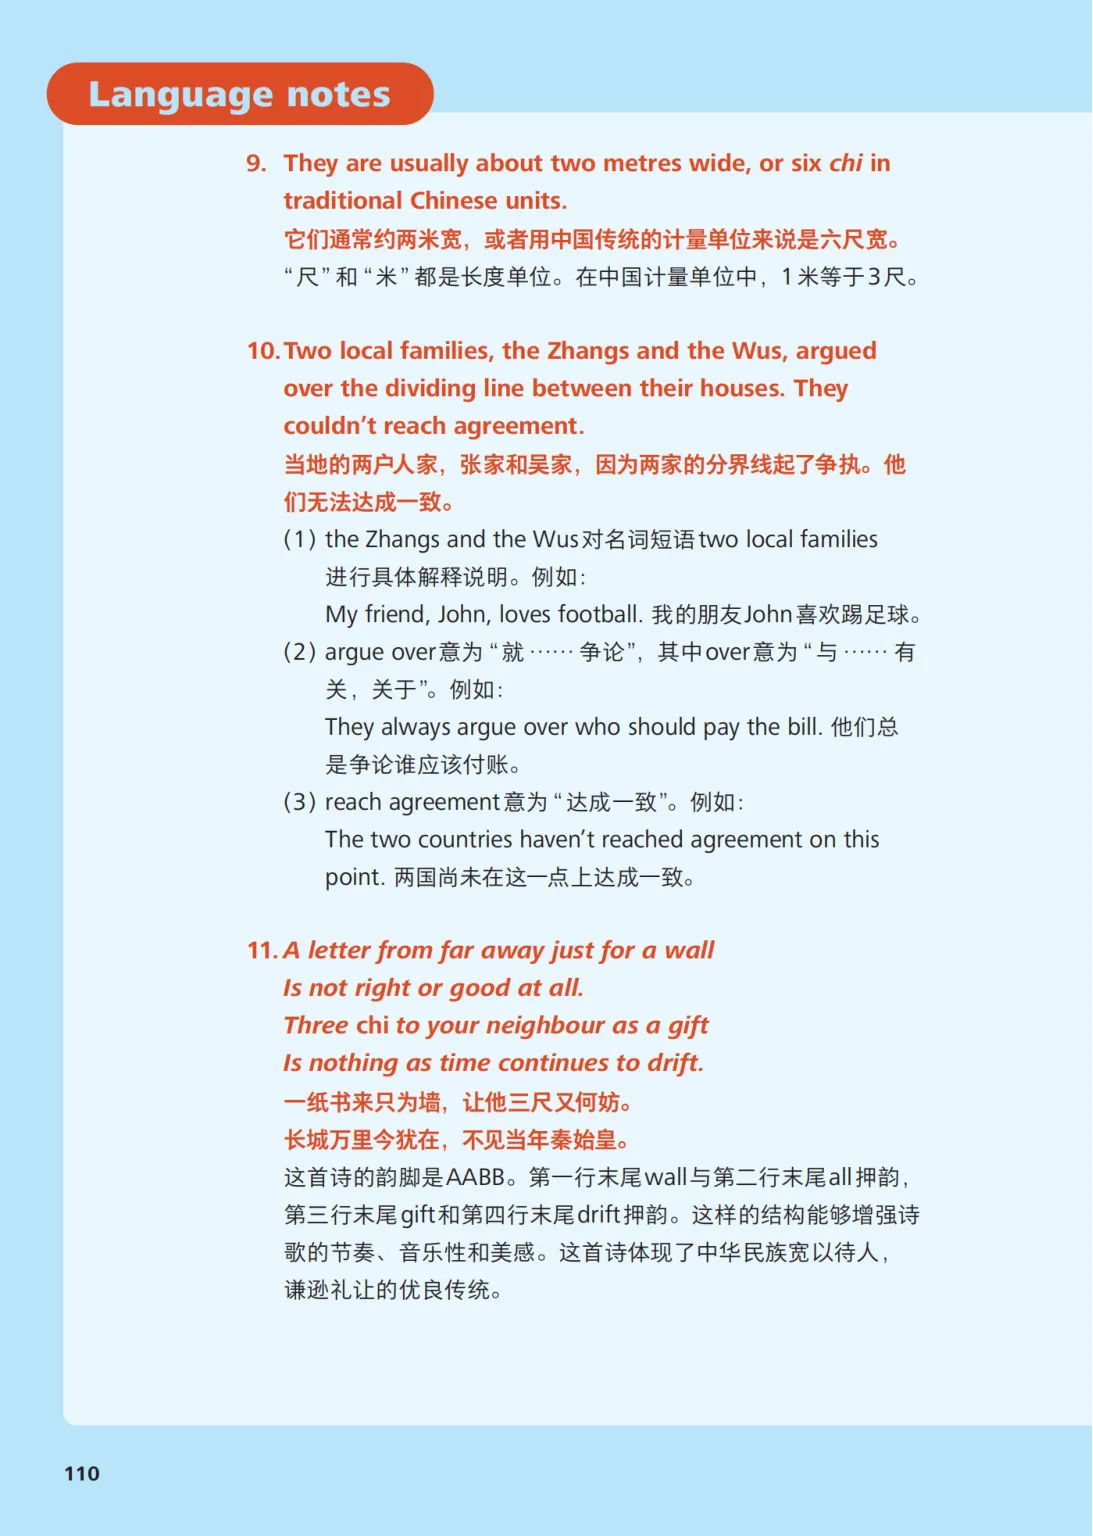 Language notes
9. They are usually about two metres wide, or six chi in
traditional Chinese units.
它们通常约两米宽，或者用中国传统的计量单位来说是六尺宽。
“尺”和“米”都是长度单位。在中国计量单位中，1米等于3尺。
10. Two local families, the Zhangs and the Wus, argued
over the dividing line between their houses. They
couldn’t reach agreement.
当地的两户人家，张家和吴家，因为两家的分界线起了争执。他
们无法达成一致。
(1) the Zhangs and the Wus对名词短语two local families
进行具体解释说明。例如：
My friend, John, loves football. 我的朋友John喜欢踢足球。
(2) argue over意为“就……争论”，其中over意为“与……有
关，关于”。例如：
They always argue over who should pay the bill. 他们总
是争论谁应该付账。
(3) reach agreement意为“达成一致”。例如：
The two countries haven’t reached agreement on this
point. 两国尚未在这一点上达成一致。
11. A letter from far away just for a wall
Is not right or good at all.
Three chi to your neighbour as a gift
Is nothing as time continues to drift.
一纸书来只为墙，让他三尺又何妨。
长城万里今犹在，不见当年秦始皇。
这首诗的韵脚是AABB。第一行末尾wall与第二行末尾all押韵，
第三行末尾gift和第四行末尾drift押韵。这样的结构能够增强诗
歌的节奏、音乐性和美感。这首诗体现了中华民族宽以待人，
谦逊礼让的优良传统。
110